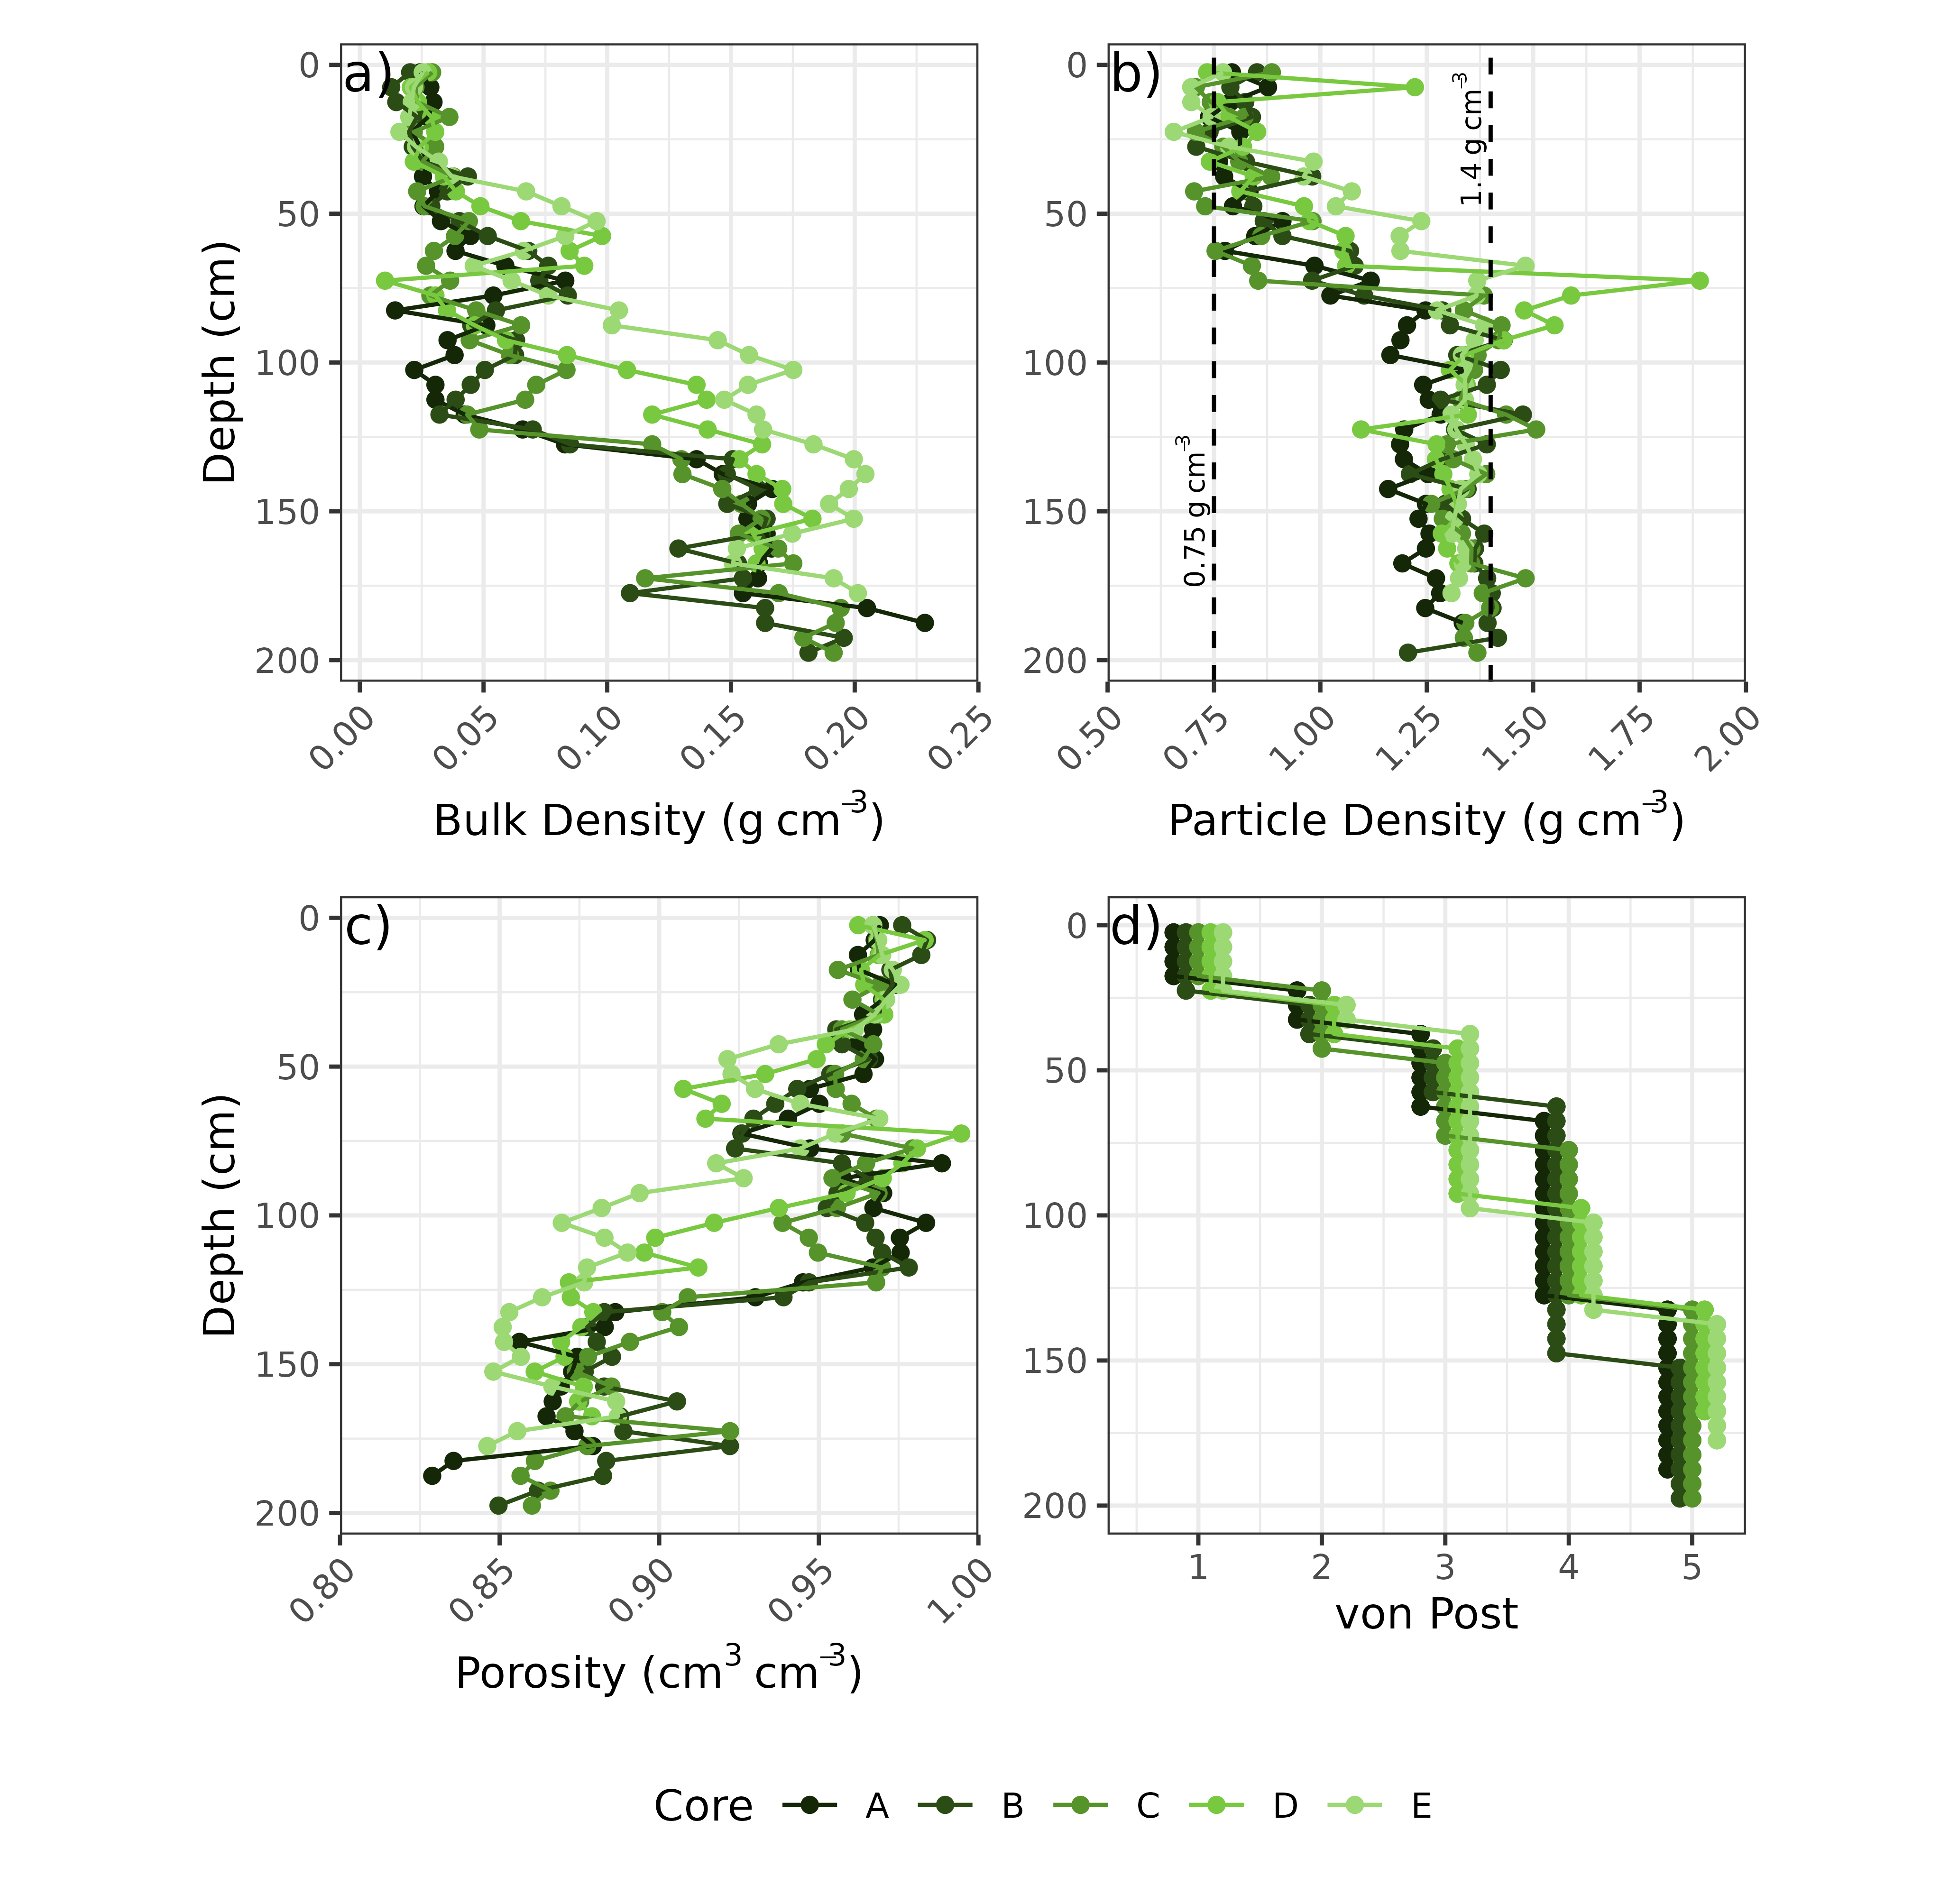 a)
0
50
100
150
200
Depth (cm)
0.00 0.05 0.10 0.15 0.20 0.25
Bulk Density (g cm⁻³)
b)
0
50
100
150
200
0.75 g cm⁻³
1.4 g cm⁻³
0.50 0.75 1.00 1.25 1.50 1.75 2.00
Particle Density (g cm⁻³)
c)
0
50
100
150
200
Depth (cm)
0.80 0.85 0.90 0.95 1.00
Porosity (cm³ cm⁻³)
d)
0
50
100
150
200
1 2 3 4 5
von Post
Core A B C D E